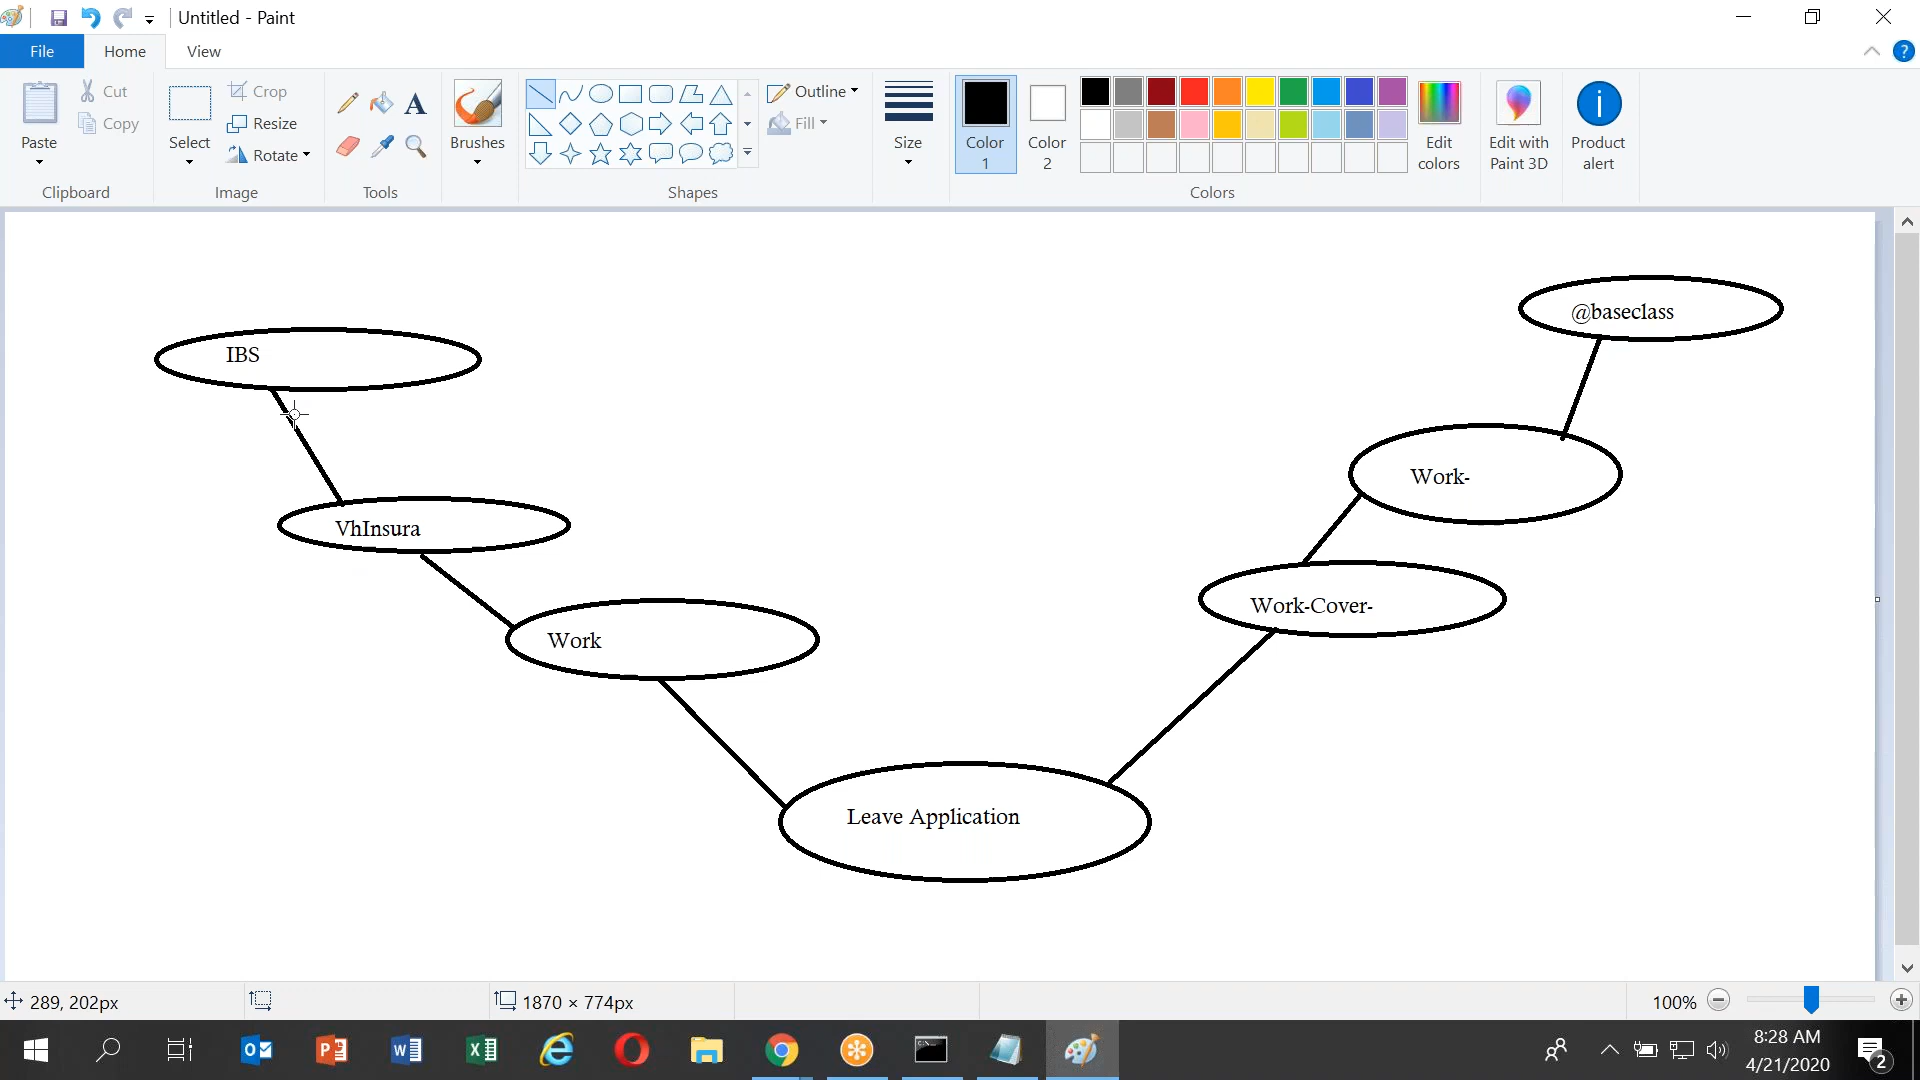 Untitled - Paint
File
Home
View
Paste
Cut
Copy
Clipboard
Select
Crop
Resize
Rotate
Image
A
Tools
Brushes
Outline
Fill
Shapes
Size
Color 1
Color 2
Colors
Edit colors
Edit with Paint 3D
Product alert
?
@baseclass
IBS
Work-
VhInsura
Work-Cover-
Work
Leave Application
289, 202px
1870 × 774px
100%
8:28 AM
4/21/2020
2